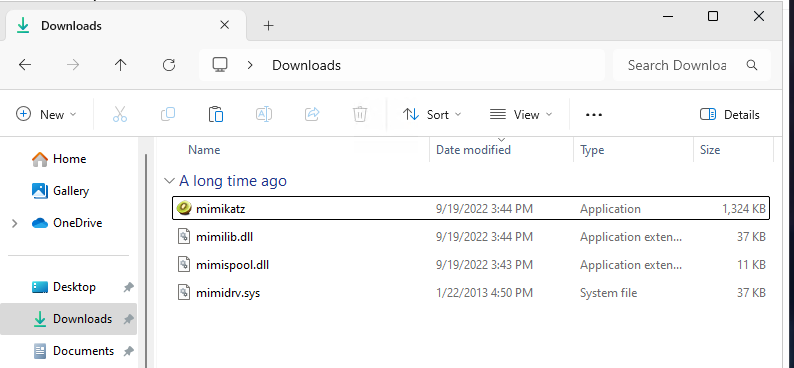 Downloads
Downloads
Search Downloa
New
Sort
View
Details
Home
Gallery
OneDrive
Desktop
Downloads
Documents
Name Date modified Type Size
A long time ago
mimikatz 9/19/2022 3:44 PM Application 1,324 KB
mimilib.dll 9/19/2022 3:44 PM Application exten... 37 KB
mimispool.dll 9/19/2022 3:43 PM Application exten... 11 KB
mimidrv.sys 1/22/2013 4:50 PM System file 37 KB